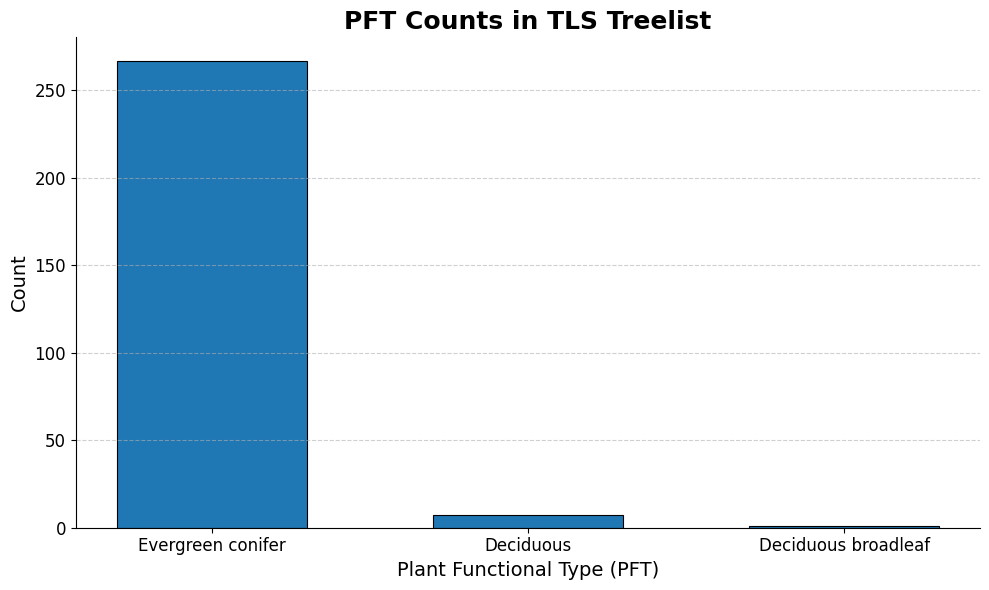 PFT Counts in TLS Treelist
Count
250
200
150
100
50
0
Evergreen conifer
Deciduous
Deciduous broadleaf
Plant Functional Type (PFT)